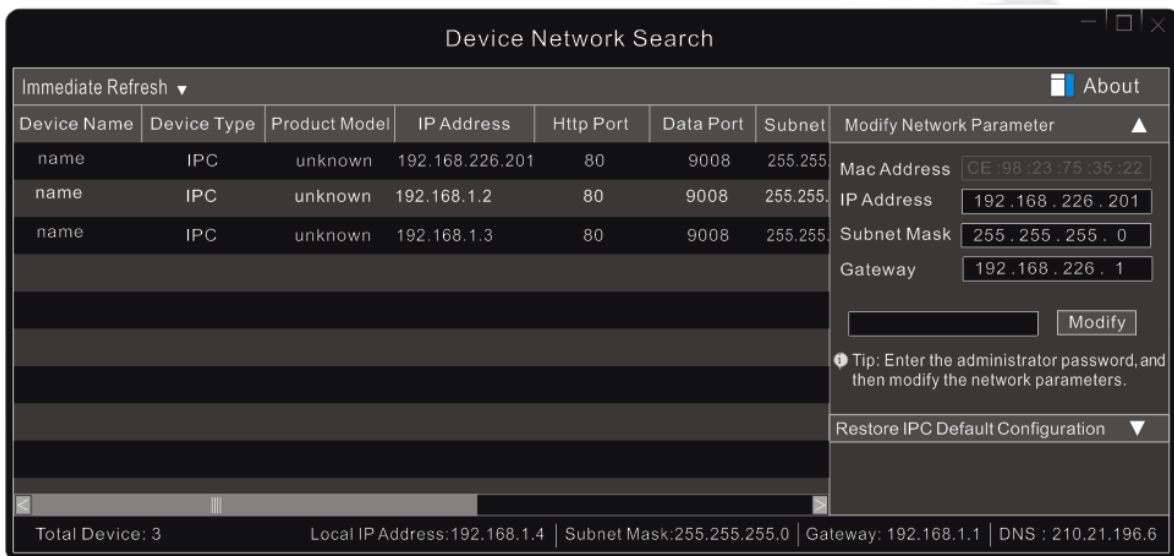 Device Network Search
Immediate Refresh ▼
About
Device Name Device Type Product Model IP Address Http Port Data Port Subnet
name IPC unknown 192.168.226.201 80 9008 255.255.
name IPC unknown 192.168.1.2 80 9008 255.255.
name IPC unknown 192.168.1.3 80 9008 255.255.
Modify Network Parameter ▲
Mac Address CE :98 :23 :75 :35 :22
IP Address 192 .168 . 226 . 201
Subnet Mask 255 . 255 . 255 . 0
Gateway 192 .168 . 226 . 1
Modify
Tip: Enter the administrator password, and
then modify the network parameters.
Restore IPC Default Configuration ▼
Total Device: 3 Local IP Address:192.168.1.4 Subnet Mask:255.255.255.0 Gateway: 192.168.1.1 DNS : 210.21.196.6